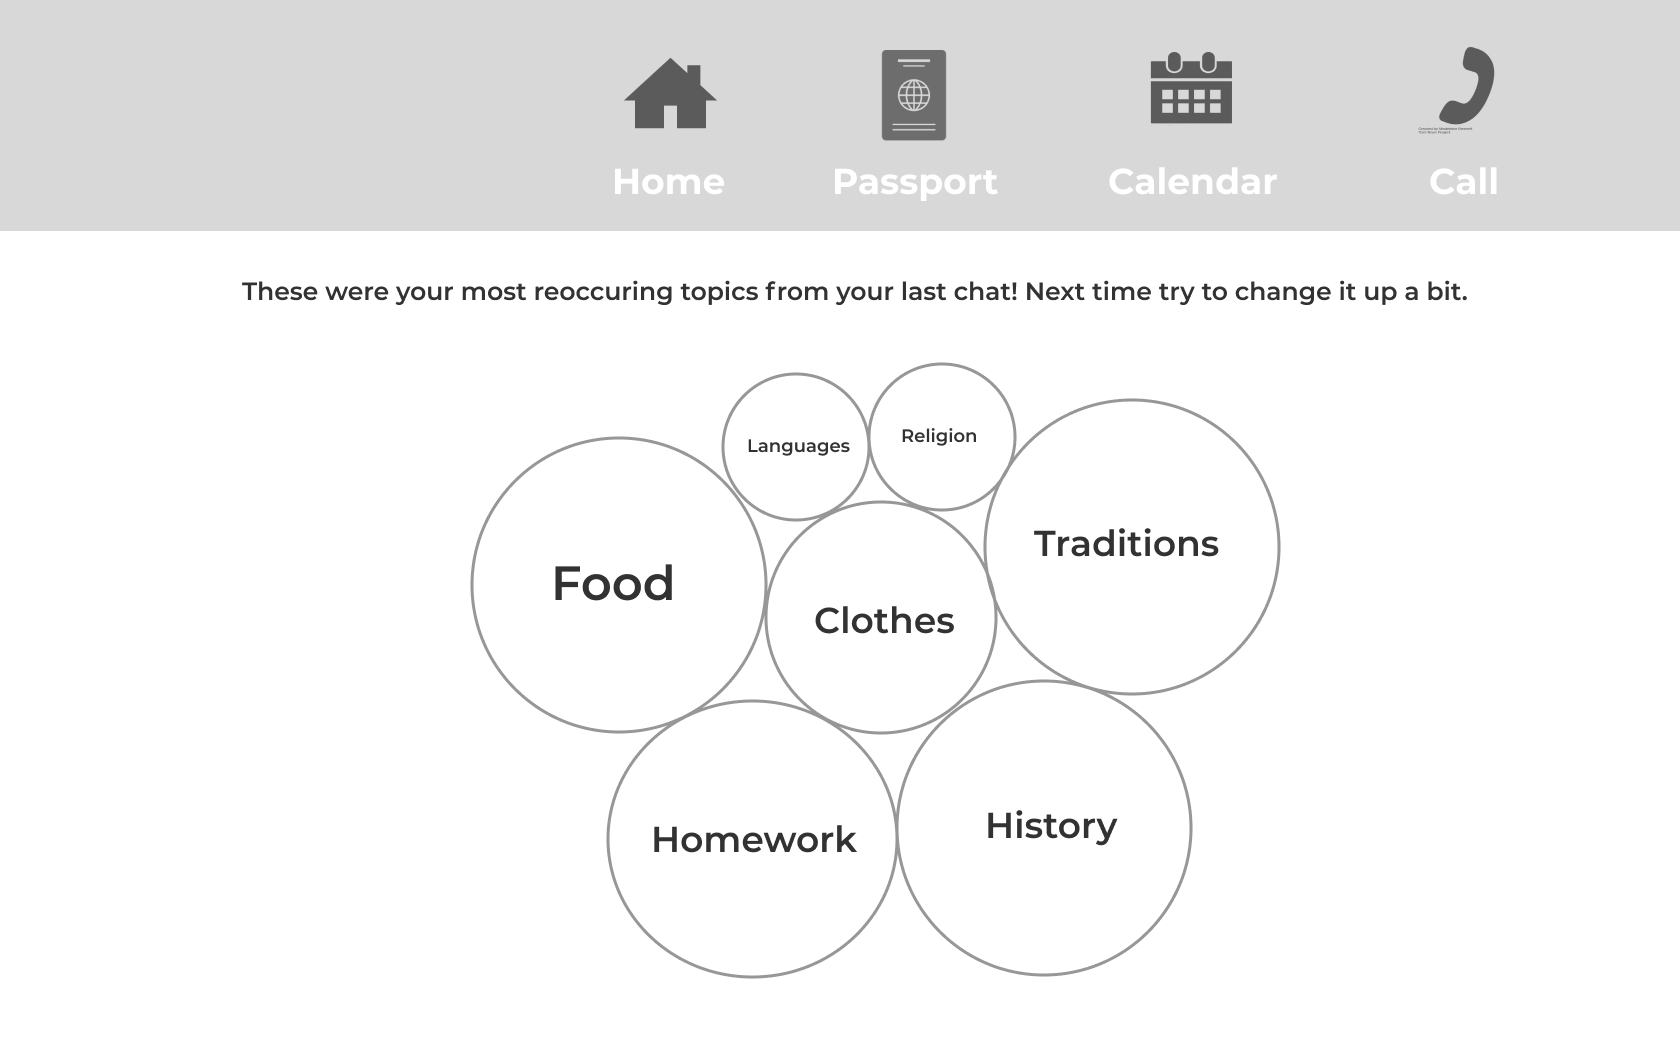 Home
Passport
Calendar
Call
These were your most reoccuring topics from your last chat! Next time try to change it up a bit.
Languages
Religion
Traditions
Food
Clothes
Homework
History